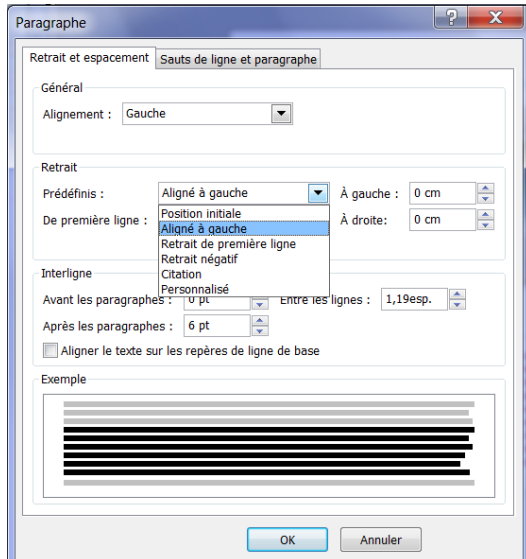 Paragraphe
Retrait et espacement Sauts de ligne et paragraphe
Général
Alignement : Gauche
Retrait
Prédéfinis : Aligné à gauche À gauche : 0 cm
De première ligne : Position initiale À droite: 0 cm
Aligné à gauche
Retrait de première ligne
Retrait négatif
Citation
Personnalisé
Interligne
Avant les paragraphes : 0 pt Entre les lignes : 1,19esp.
Après les paragraphes : 6 pt
Aligner le texte sur les repères de ligne de base
Exemple
OK Annuler